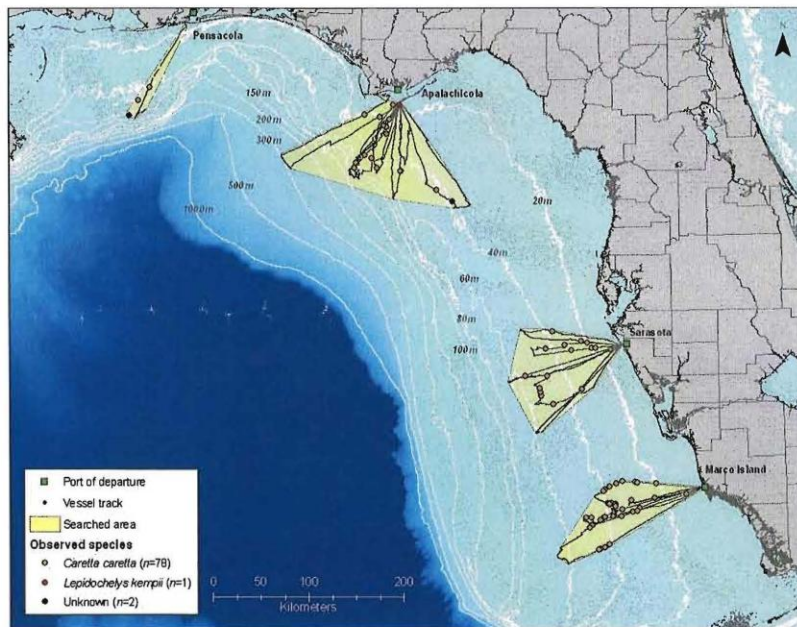 N
Pensacola
Apalachicola
150 m
200 m
300 m
500 m
1000 m
20 m
40 m
60 m
80 m
100 m
Sarasota
Marco Island
Port of departure
Vessel track
Searched area
Observed species
Caretta caretta (n=78)
Lepidochelys kempii (n=1)
Unknown (n=2)
0 50 100 200
Kilometers